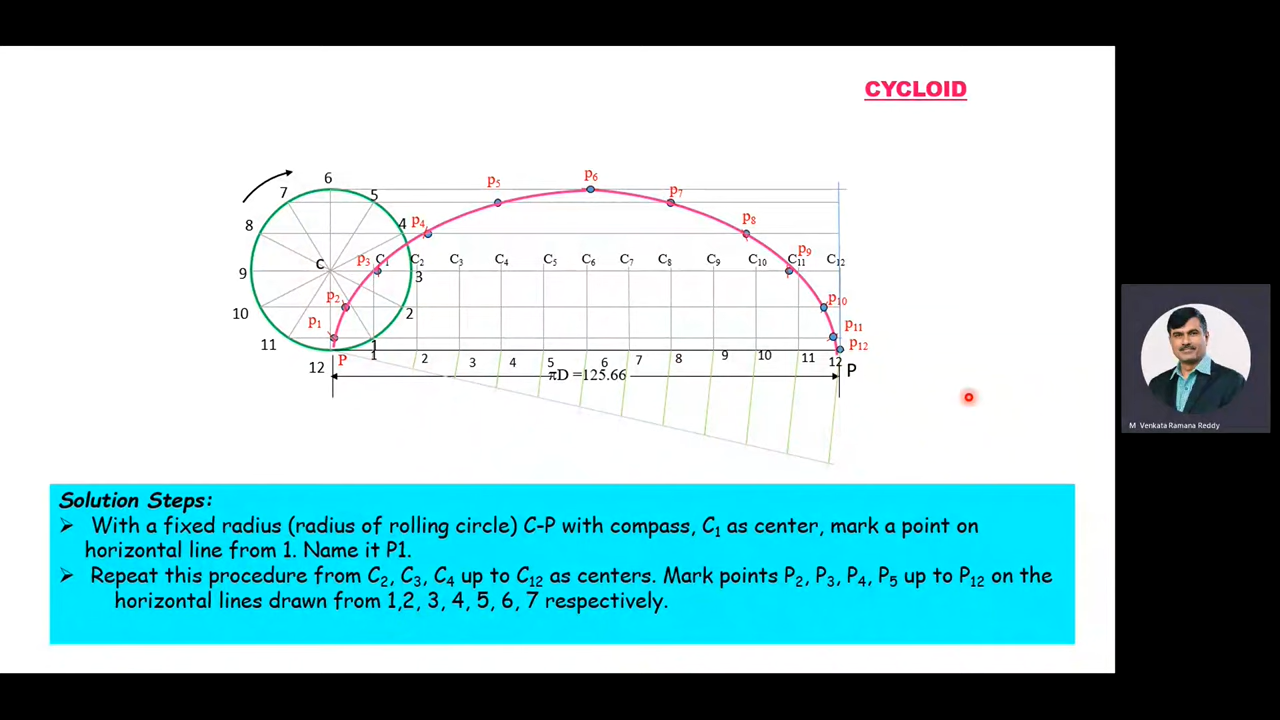 CYCLOID
6 p5 p6 p7
7 5
8 4 p4 p8
9 C p3 C1 C2 C3 C4 C5 C6 C7 C8 C9 C10 C11 p9 C12
3
10 p2 2 p10
p1 p11
11 1 p12
12 P 1 2 3 4 5 6 7 8 9 10 11 12 P
πD =125.66
M Venkata Ramana Reddy
Solution Steps:
➢ With a fixed radius (radius of rolling circle) C-P with compass, C1 as center, mark a point on
horizontal line from 1. Name it P1.
➢ Repeat this procedure from C2, C3, C4 up to C12 as centers. Mark points P2, P3, P4, P5 up to P12 on the
horizontal lines drawn from 1,2, 3, 4, 5, 6, 7 respectively.